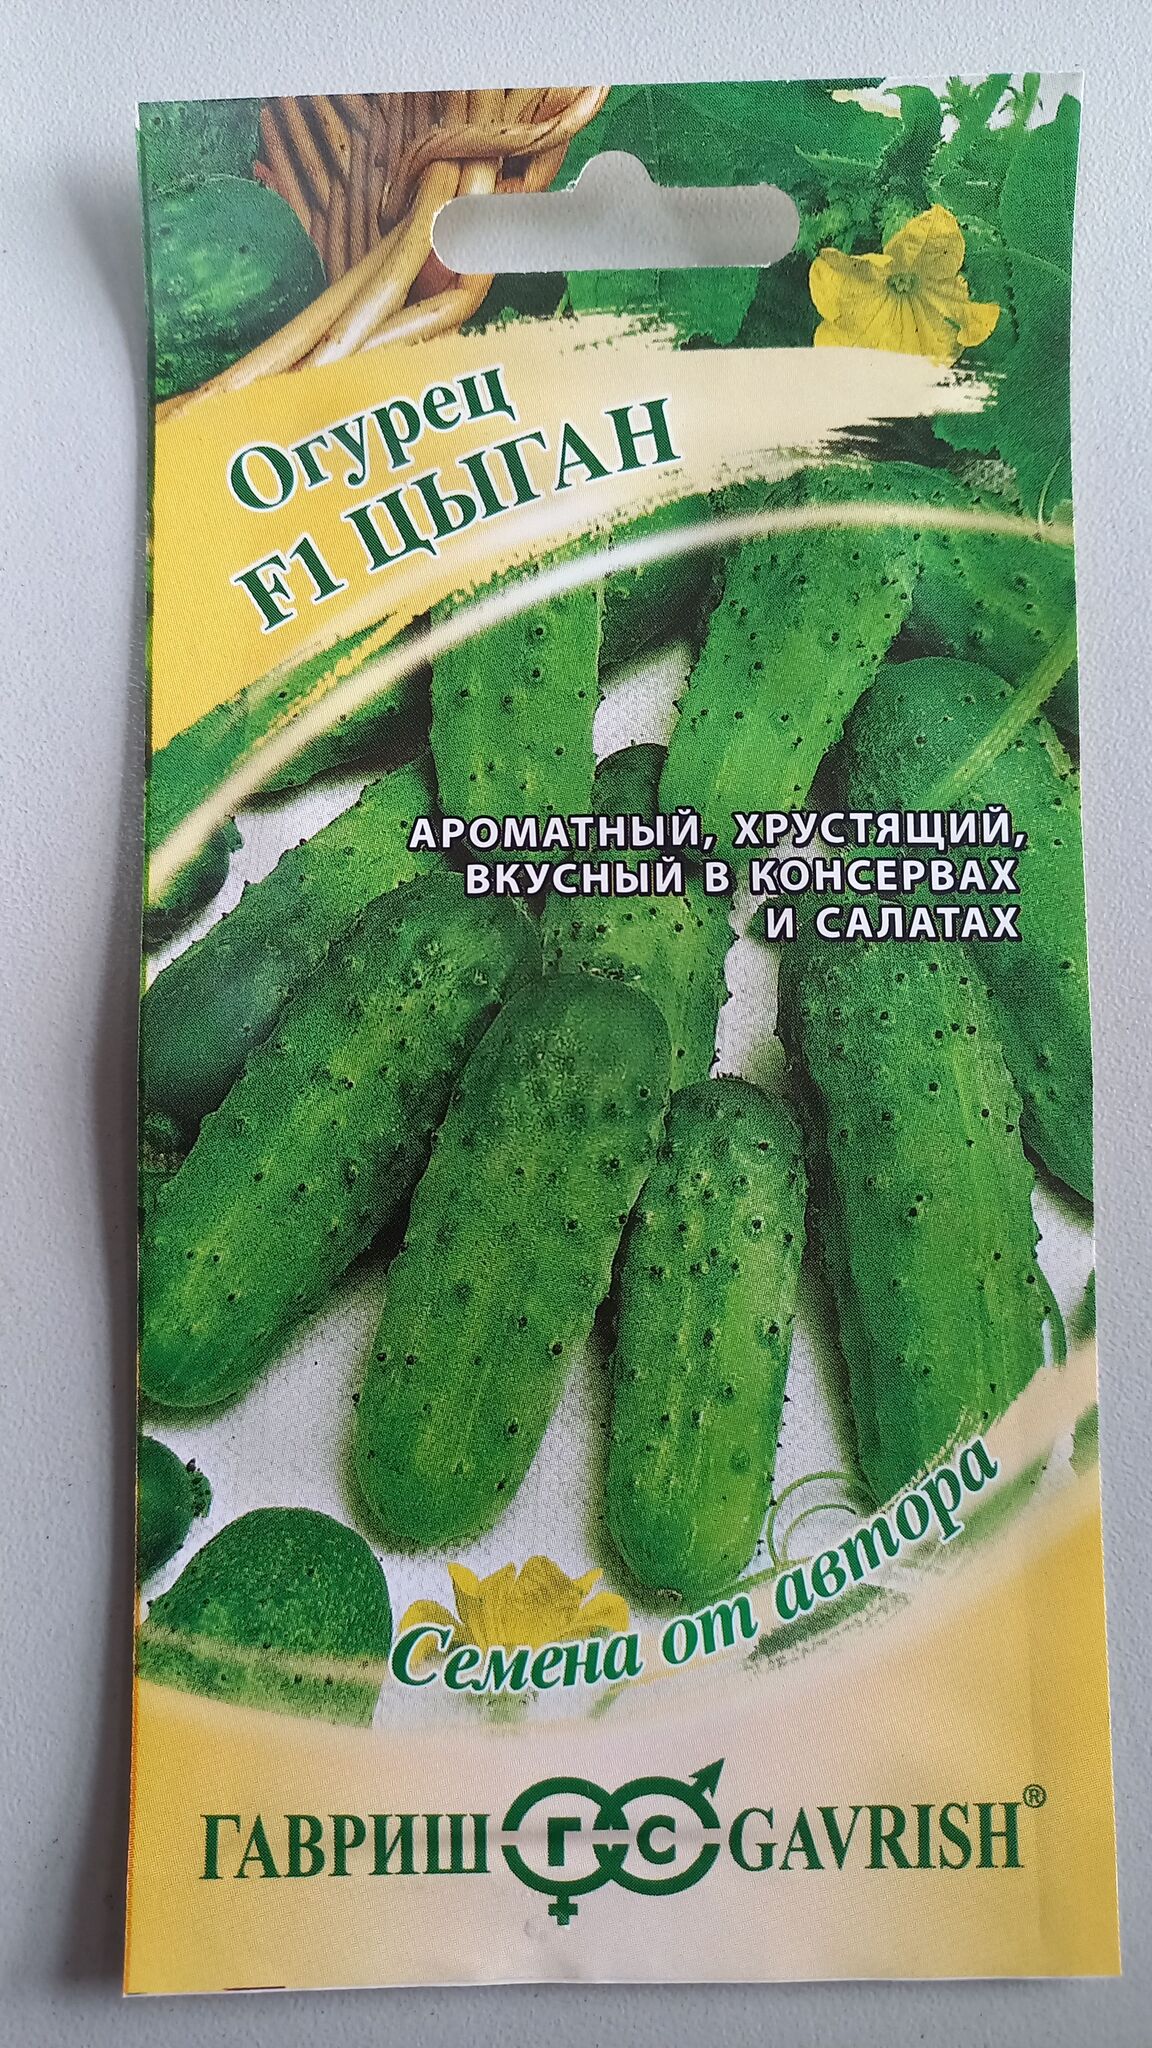 Огурец
F1 ЦЫГАН
АРОМАТНЫЙ, ХРУСТЯЩИЙ,
ВКУСНЫЙ В КОНСЕРВАХ
И САЛАТАХ
Семена от автора
ГАВРИШ ГС GAVRISH®